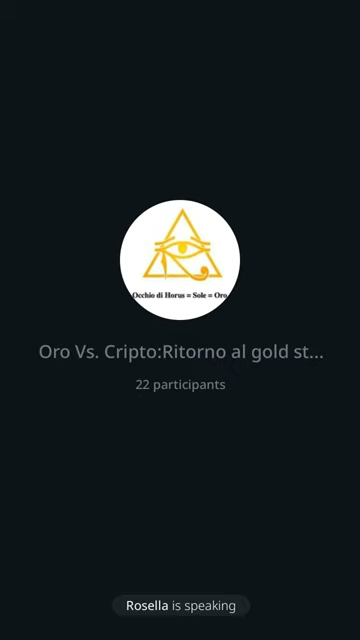 Occhio di Horus = Sole = Oro
Oro Vs. Cripto:Ritorno al gold st...
22 participants
Rosella is speaking